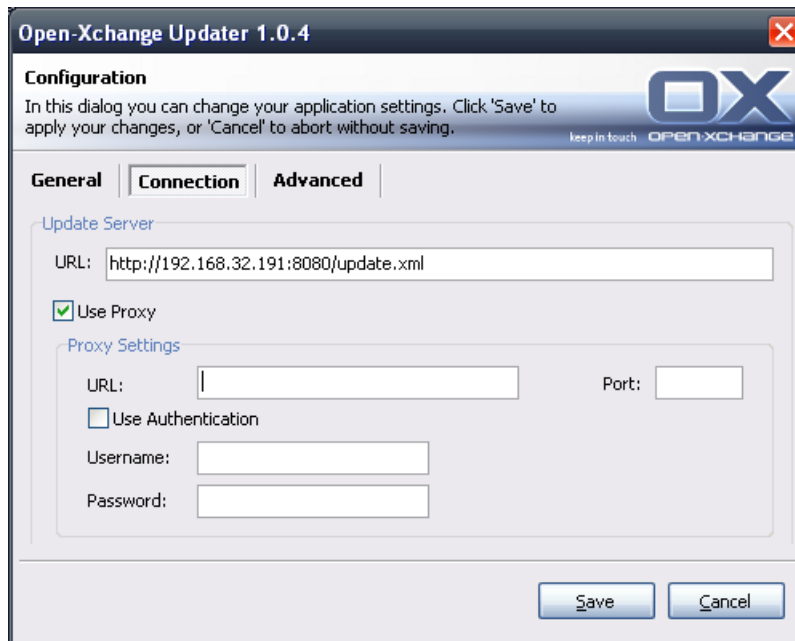 Open-Xchange Updater 1.0.4
Configuration
In this dialog you can change your application settings. Click 'Save' to
apply your changes, or 'Cancel' to abort without saving.
OX
keep in touch OPEN-XCHANGE
General Connection Advanced
Update Server
URL: http://192.168.32.191:8080/update.xml
Use Proxy
Proxy Settings
URL: Port:
Use Authentication
Username:
Password:
Save Cancel